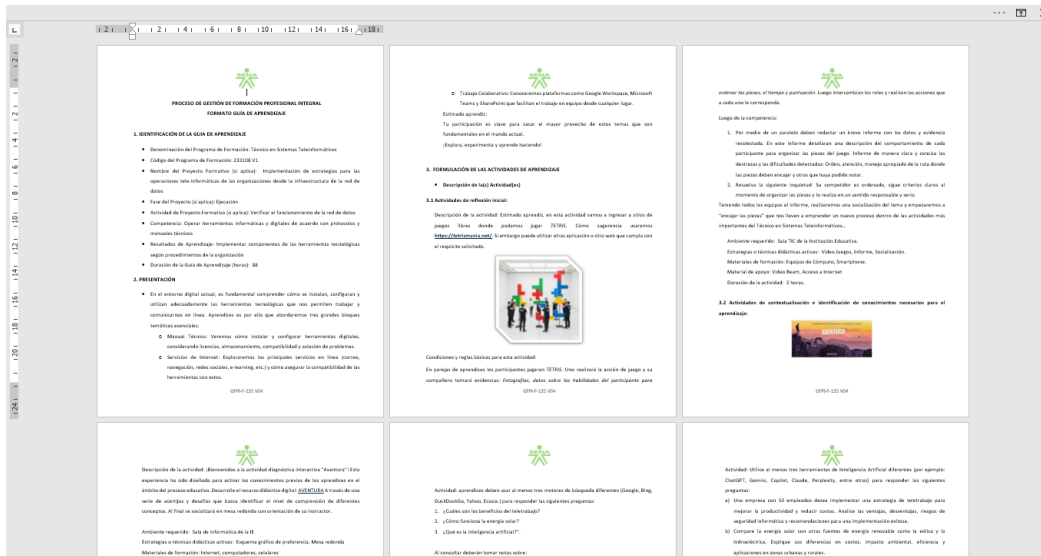 PROCESO DE GESTIÓN DE FORMACIÓN PROFESIONAL INTEGRAL
FORMATO GUÍA DE APRENDIZAJE
1. IDENTIFICACIÓN DE LA GUIA DE APRENDIZAJE
Denominación del Programa de Formación: Técnico en Sistemas Teleinformáticos
Código del Programa de Formación: 233108 V1
Nombre del Proyecto Formativo (si aplica): Implementación de estrategias para las
operaciones tele-informáticas de las organizaciones desde la infraestructura de la red de
datos
Fase del Proyecto (si aplica): Ejecución
Actividad de Proyecto Formativo (si aplica): Verificar el funcionamiento de la red de datos
Competencia: Operar herramientas informáticas y digitales de acuerdo con protocolos y
manuales técnicos
Resultados de Aprendizaje: Implementar componentes de las herramientas tecnológicas
según procedimientos de la organización
Duración de la Guía de Aprendizaje (horas): 88
2. PRESENTACIÓN
En el entorno digital actual, es fundamental comprender cómo se instalan, configuran y
utilizan adecuadamente las herramientas tecnológicas que nos permiten trabajar y
comunicarnos en línea. Aprendices es por ello que abordaremos tres grandes bloques
temáticos esenciales:
Manual Técnico: Veremos cómo instalar y configurar herramientas digitales,
considerando licencias, almacenamiento, compatibilidad y solución de problemas.
Servicios de Internet: Exploraremos los principales servicios en línea (correo,
navegación, redes sociales, e-learning, etc.) y cómo asegurar la compatibilidad de las
herramientas con estos.
GFPI-F-135 V04
SENA
Trabajo Colaborativo: Conoceremos plataformas como Google Workspace, Microsoft
Teams y SharePoint que facilitan el trabajo en equipo desde cualquier lugar.
Estimado aprendiz:
Tu participación es clave para sacar el mayor provecho de estos temas que son
fundamentales en el mundo actual.
¡Explora, experimenta y aprende haciendo!
3. FORMULACIÓN DE LAS ACTIVIDADES DE APRENDIZAJE
Descripción de la(s) Actividad(es)
3.1 Actividades de reflexión inicial:
Descripción de la actividad: Estimado aprendiz, en esta actividad vamos a ingresar a sitios de
juegos libres donde podamos jugar TETRIS. Cómo sugerencia usaremos
https://tetrismania.net/. Si embargo puede utilizar otras aplicación o sitio web que cumpla con
el requisito solicitado.
Condiciones y reglas básicas para esta actividad:
En parejas de aprendices los participantes jugaran TETRIS. Uno realizará la acción de juego y su
compañero tomará evidencias: Fotografías, datos sobre las habilidades del participante para
GFPI-F-135 V04
SENA
ordenar las piezas, el tiempo y puntuación. Luego intercambian los roles y realizan las acciones que
a cada uno le corresponda.
Luego de la competencia:
1. Por medio de un paralelo deben redactar un breve informe con los datos y evidencia
recolectada. En este informe detallaran una descripción del comportamiento de cada
participante para organizar las piezas del juego. Informe de manera clara y concisa las
destrezas y las dificultades detectadas: Orden, atención, manejo apropiado de la ruta donde
las piezas deben encajar y otras que haya podido notar.
2. Resuelva la siguiente inquietud: Su competidor es ordenado, sigue criterios claros al
momento de organizar las piezas y lo realiza en un sentido responsable y serio.
Teniendo todos los equipos el informe, realizaremos una socialización del tema y empezaremos a
"encajar las piezas" que nos lleven a emprender un nuevo proceso dentro de las actividades más
importantes del Técnico en Sistemas Teleinformáticos..
Ambiente requerido: Sala TIC de la Institución Educativa.
Estrategias o técnicas didácticas activas: Video Juegos, Informe, Socialización.
Materiales de formación: Equipos de Cómputo, Smartphone.
Material de apoyo: Video Beam, Acceso a Internet
Duración de la actividad: 2 horas.
3.2 Actividades de contextualización e identificación de conocimientos necesarios para el
aprendizaje:
AVENTURA
GFPI-F-135 V04
SENA
Descripción de la actividad: ¡Bienvenidos a la actividad diagnóstica interactiva "Aventura"! Esta
experiencia ha sido diseñada para activar los conocimientos previos de los aprendices en el
ámbito del proceso educativo. Desarrolle el recurso didáctico digital: AVENTURA A través de una
serie de acertijos y desafíos que busca identificar el nivel de comprensión de diferentes
conceptos. Al final se socializará en mesa redonda con orientación de su instructor.
Ambiente requerido: Sala de informática de la IE
Estrategias o técnicas didácticas activas: Esquema gráfico de preferencia. Mesa redonda
Materiales de formación: Internet, computadores, celulares
SENA
Actividad: aprendices deben usar al menos tres motores de búsqueda diferentes (Google, Bing,
DuckDuckGo, Yahoo, Ecosia.) para responder las siguientes preguntas:
1. ¿Cuáles son los beneficios del teletrabajo?
2. ¿Cómo funciona la energía solar?
3. ¿Qué es la inteligencia artificial?".
Al consultar deberán tomar notas sobre:
SENA
Actividad: Utilice al menos tres herramientas de Inteligencia Artificial diferentes (por ejemplo:
ChatGPT, Gemini, Copilot, Claude, Perplexity, entre otras) para responder las siguientes
preguntas:
a) Una empresa con 50 empleados desea implementar una estrategia de teletrabajo para
mejorar la productividad y reducir costos. Analice las ventajas, desventajas, riesgos de
seguridad informática y recomendaciones para una implementación exitosa.
b) Compare la energía solar con otras fuentes de energía renovable como la eólica y la
hidroeléctrica. Explique sus diferencias en costos, impacto ambiental, eficiencia y
aplicaciones en zonas urbanas y rurales.